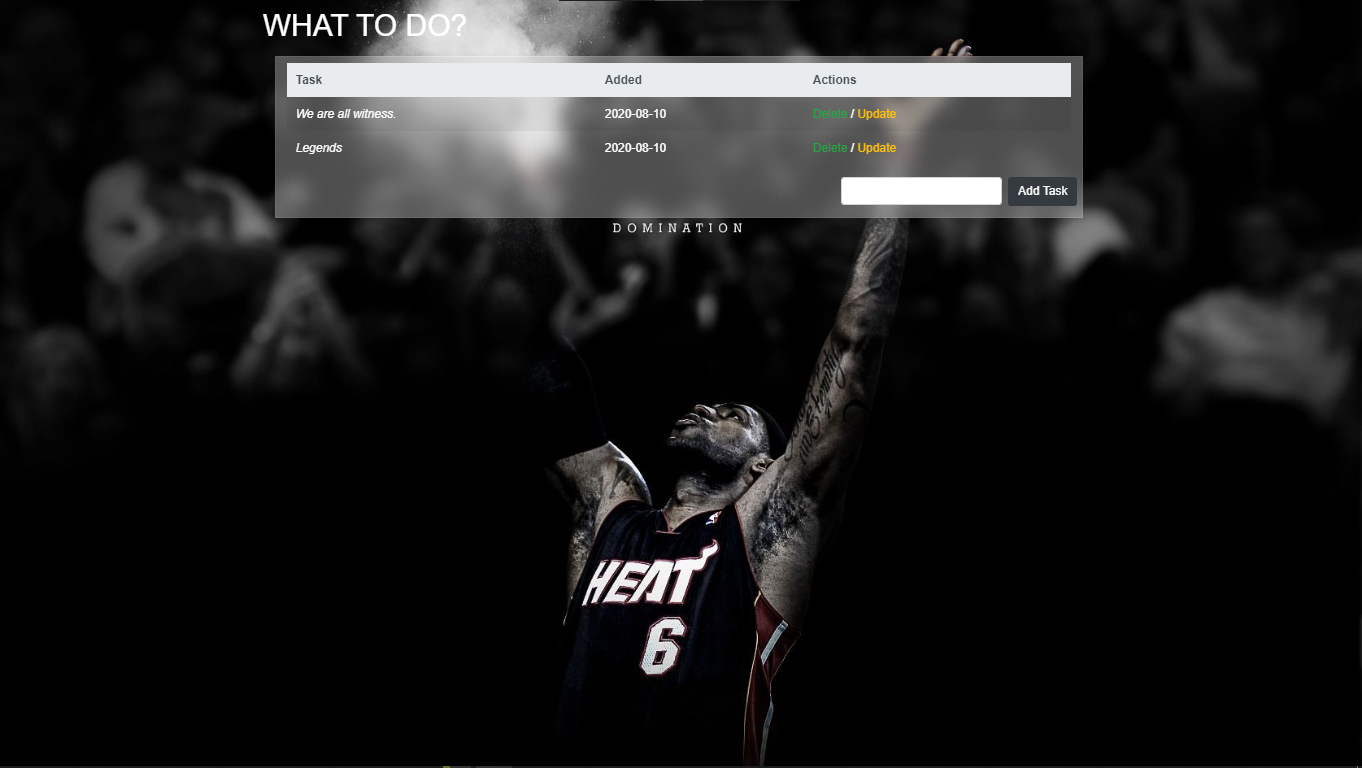 WHAT TO DO?
Task Added Actions
We are all witness. 2020-08-10 Delete / Update
Legends 2020-08-10 Delete / Update
Add Task
DOMINATION
HEAT
6